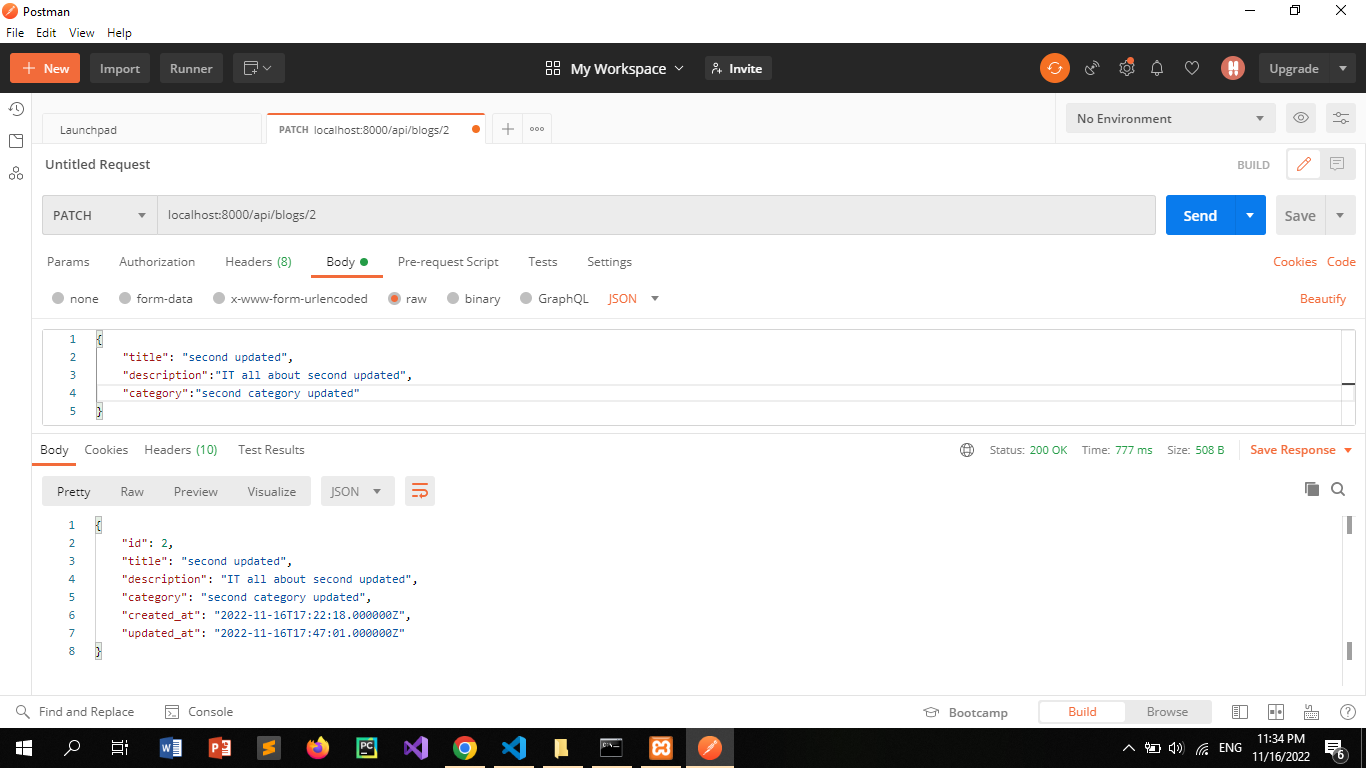 Postman
File Edit View Help
New Import Runner My Workspace Invite Upgrade
Launchpad PATCH localhost:8000/api/blogs/2 No Environment
Untitled Request BUILD
PATCH localhost:8000/api/blogs/2 Send Save
Params Authorization Headers (8) Body Pre-request Script Tests Settings Cookies Code
none form-data x-www-form-urlencoded raw binary GraphQL JSON Beautify
1 {
2 "title": "second updated",
3 "description":"IT all about second updated",
4 "category":"second category updated"
5 }
Body Cookies Headers (10) Test Results Status: 200 OK Time: 777 ms Size: 508 B Save Response
Pretty Raw Preview Visualize JSON
1 {
2 "id": 2,
3 "title": "second updated",
4 "description": "IT all about second updated",
5 "category": "second category updated",
6 "created_at": "2022-11-16T17:22:18.000000Z",
7 "updated_at": "2022-11-16T17:47:01.000000Z"
8 }
Find and Replace Console Bootcamp Build Browse
ENG 11:34 PM
11/16/2022 6